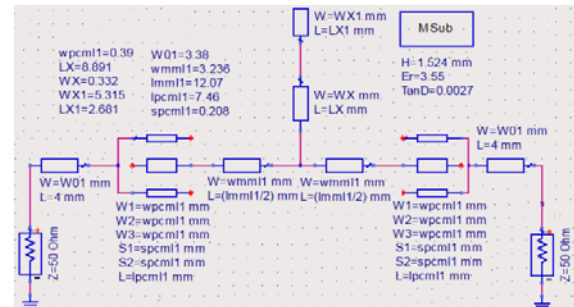 W=WX1 mm
L=LX1 mm
MSub
H=1.524 mm
Er=3.55
TanD=0.0027
wpcml1=0.39
LX=8.891
WX=0.332
WX1=5.315
LX1=2.681
W01=3.38
wmml1=3.236
lmml1=12.07
lpcml1=7.46
spcml1=0.208
W=WX mm
L=LX mm
W=W01 mm
L=4 mm
W=W01 mm
L=4 mm
W=wmml1 mm
L=(lmml1/2) mm
W=wmml1 mm
L=(lmml1/2) mm
W1=wpcml1 mm
W2=wpcml1 mm
W3=wpcml1 mm
S1=spcml1 mm
S2=spcml1 mm
L=lpcml1 mm
W1=wpcml1 mm
W2=wpcml1 mm
W3=wpcml1 mm
S1=spcml1 mm
S2=spcml1 mm
L=lpcml1 mm
Z=50 Ohm
Z=50 Ohm